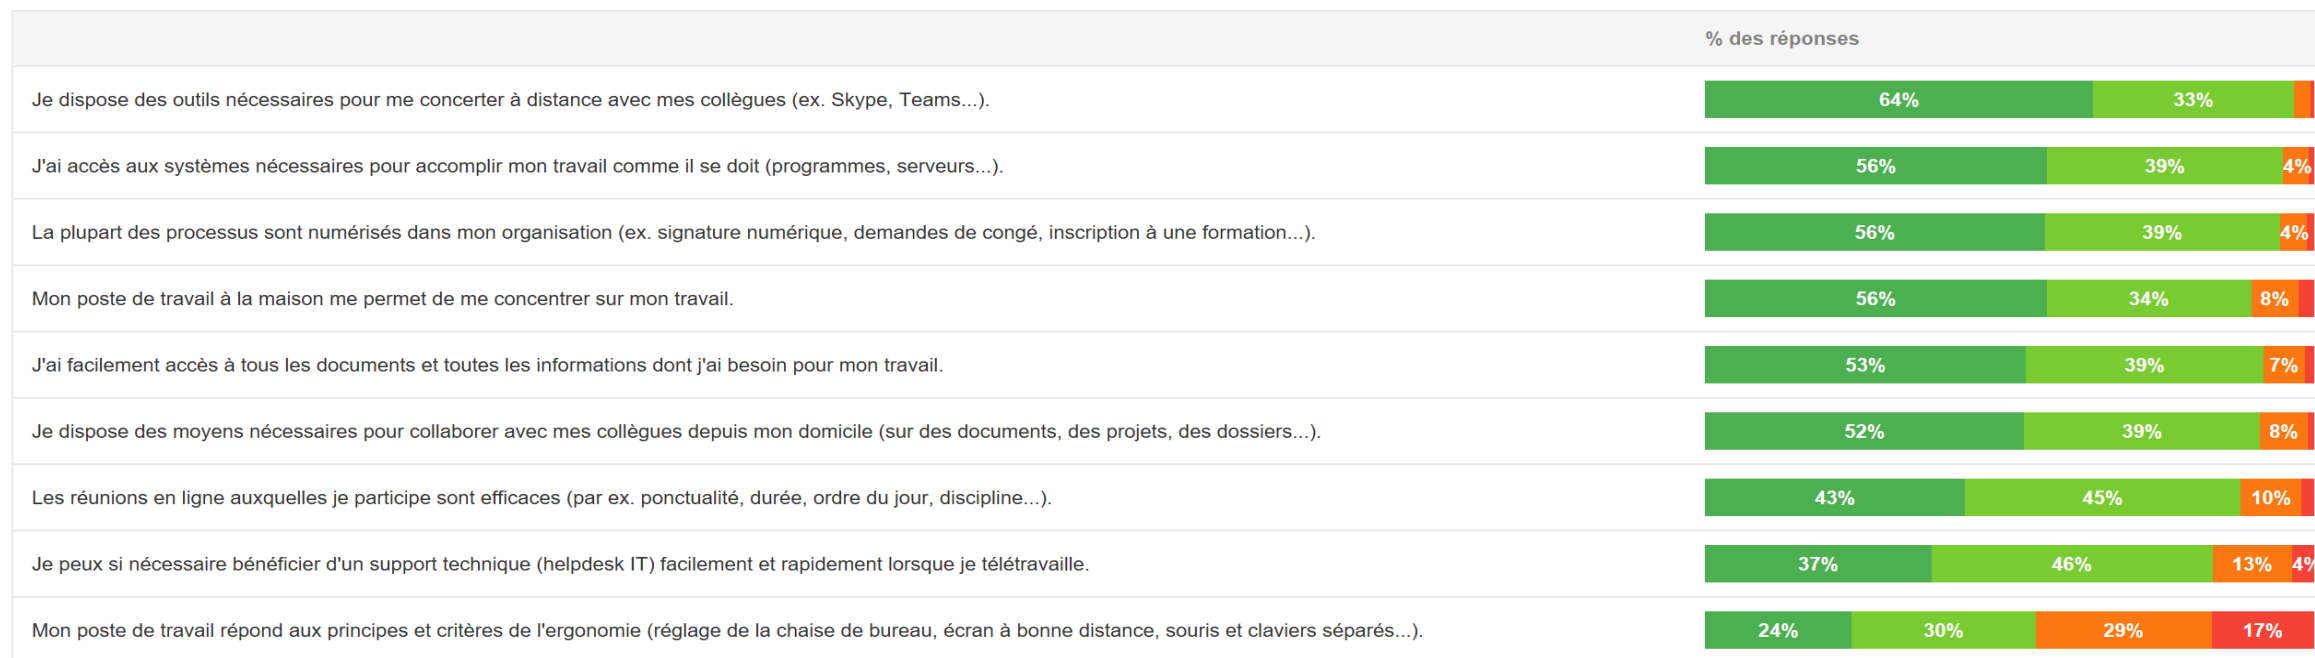 % des réponses
Je dispose des outils nécessaires pour me concerter à distance avec mes collègues (ex. Skype, Teams...). 64% 33%
J'ai accès aux systèmes nécessaires pour accomplir mon travail comme il se doit (programmes, serveurs...). 56% 39% 4%
La plupart des processus sont numérisés dans mon organisation (ex. signature numérique, demandes de congé, inscription à une formation...). 56% 39% 4%
Mon poste de travail à la maison me permet de me concentrer sur mon travail. 56% 34% 8%
J'ai facilement accès à tous les documents et toutes les informations dont j'ai besoin pour mon travail. 53% 39% 7%
Je dispose des moyens nécessaires pour collaborer avec mes collègues depuis mon domicile (sur des documents, des projets, des dossiers...). 52% 39% 8%
Les réunions en ligne auxquelles je participe sont efficaces (par ex. ponctualité, durée, ordre du jour, discipline...). 43% 45% 10%
Je peux si nécessaire bénéficier d'un support technique (helpdesk IT) facilement et rapidement lorsque je télétravaille. 37% 46% 13% 4%
Mon poste de travail répond aux principes et critères de l'ergonomie (réglage de la chaise de bureau, écran à bonne distance, souris et claviers séparés...). 24% 30% 29% 17%